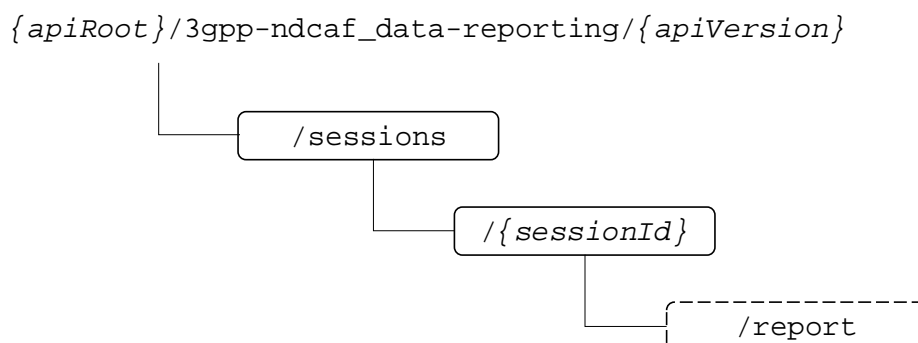 {apiRoot}/3gpp-ndcaf_data-reporting/{apiVersion}
/sessions
/{sessionId}
/report